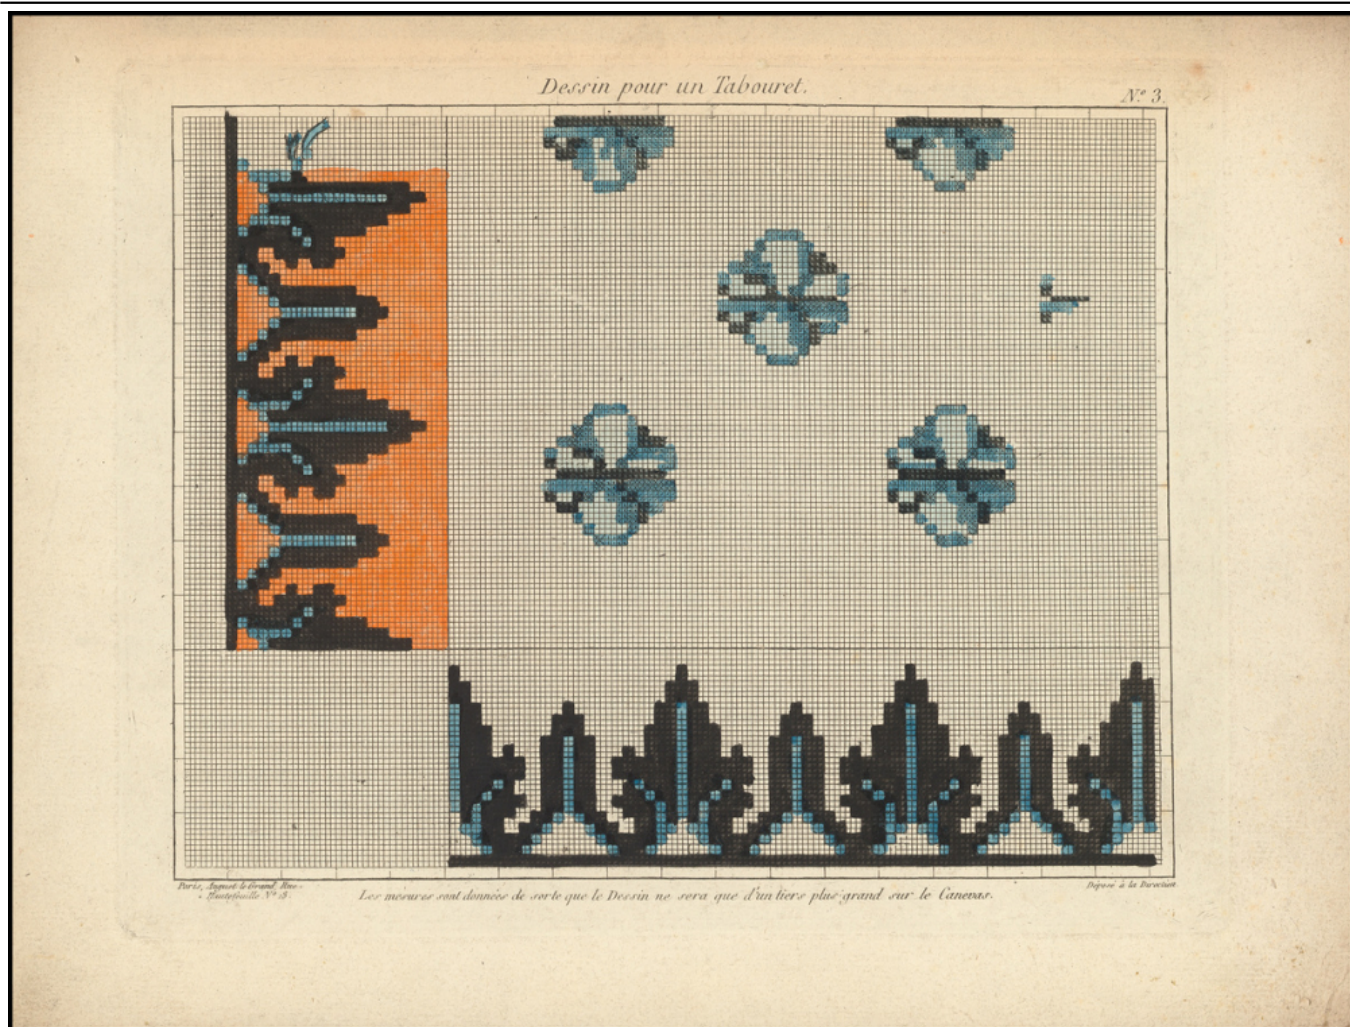 Dessin pour un Tabouret.
N.º 3.
Paris, August le Grand, Rue
Hautefeuille N.º 18.
Les mesures sont données de sorte que le Dessin ne sera que d'un tiers plus grand sur le Canevas.
Déposé à la Direction